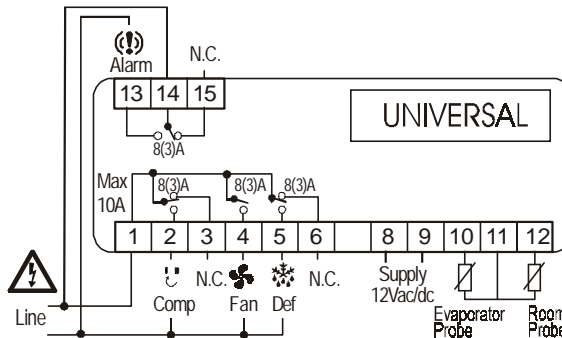 Alarm
N.C.
13 14 15
UNIVERSAL
8(3)A
Max
10A
8(3)A 8(3)A 8(3)A
1 2 3 4 5 6 8 9 10 11 12
N.C. N.C.
Comp Fan Def
Supply
12Vac/dc
Line
Evaporator
Probe
Room
Probe